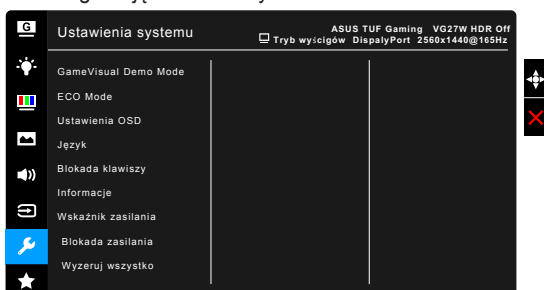 G
Ustawienia systemu
ASUS TUF Gaming VG27W HDR Off
Tryb wyścigów DispalyPort 2560x1440@165Hz
GameVisual Demo Mode
ECO Mode
Ustawienia OSD
Język
Blokada klawiszy
Informacje
Wskaźnik zasilania
Blokada zasilania
Wyzeruj wszystko